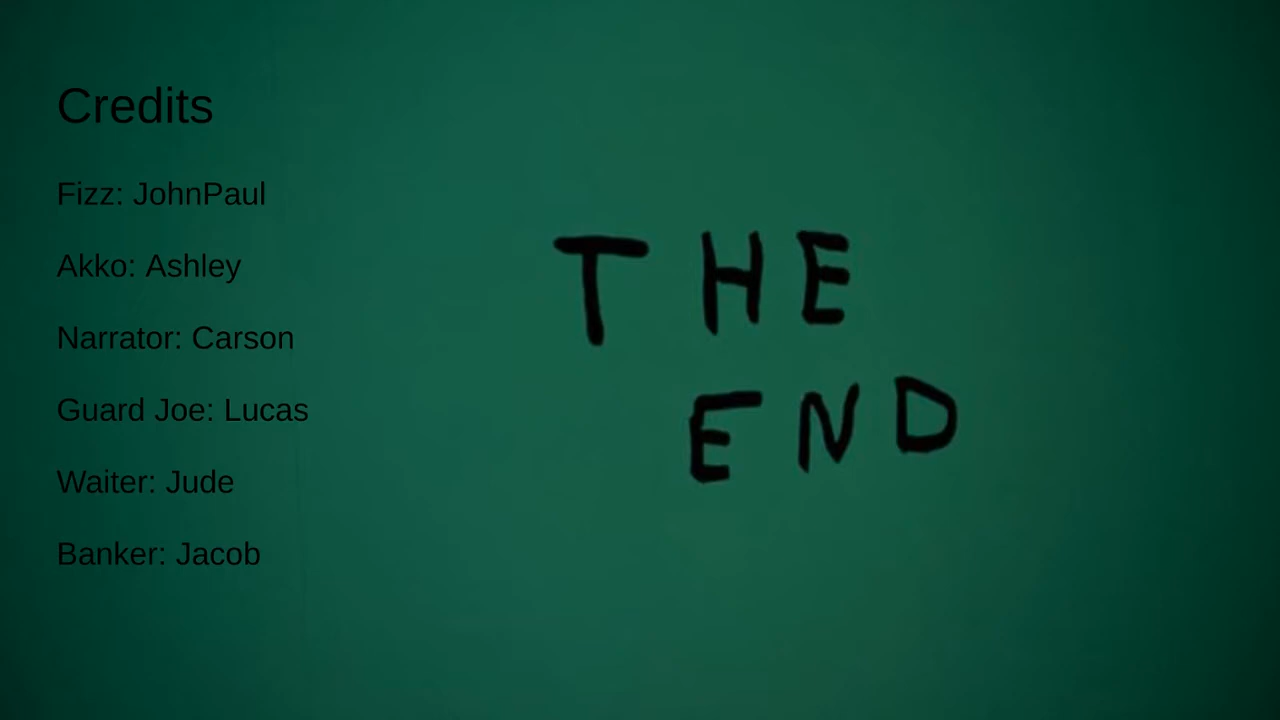 Credits
Fizz: JohnPaul
Akko: Ashley
Narrator: Carson
Guard Joe: Lucas
Waiter: Jude
Banker: Jacob
THE
END